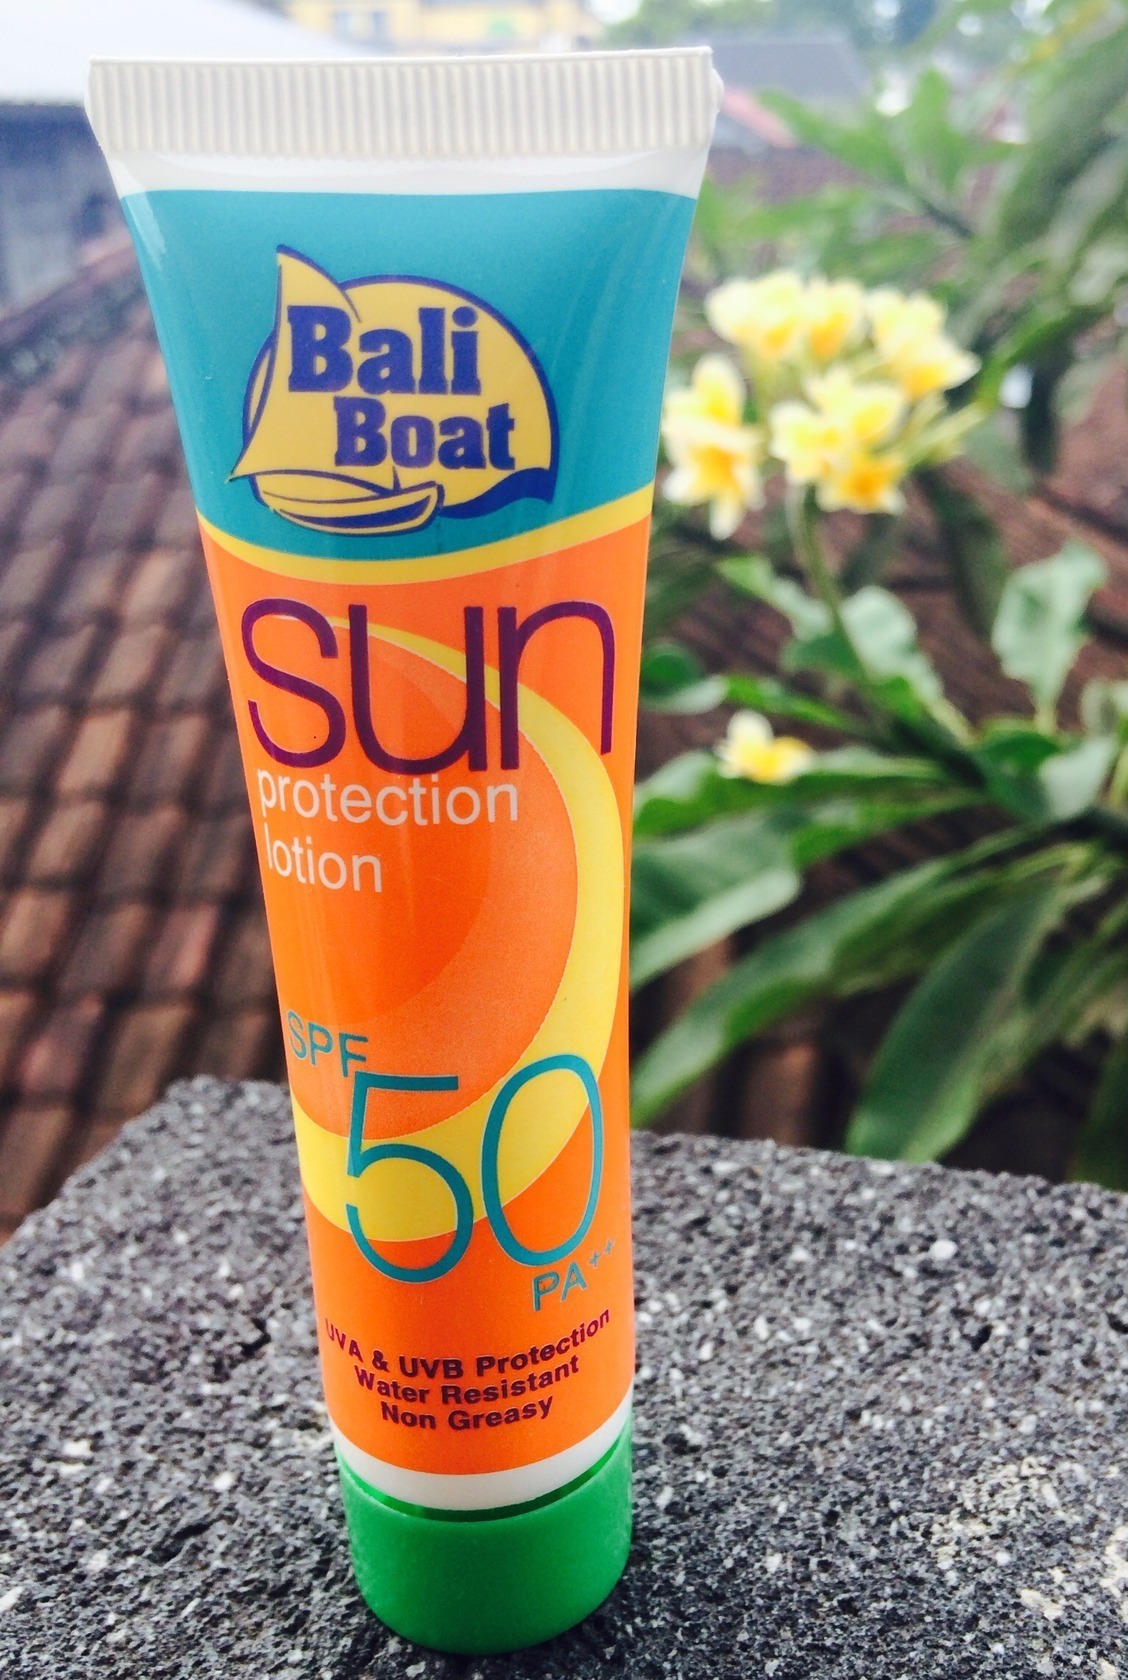 Bali
Boat
sun
protection
lotion
SPF
50
PA++
UVA & UVB Protection
Water Resistant
Non Greasy